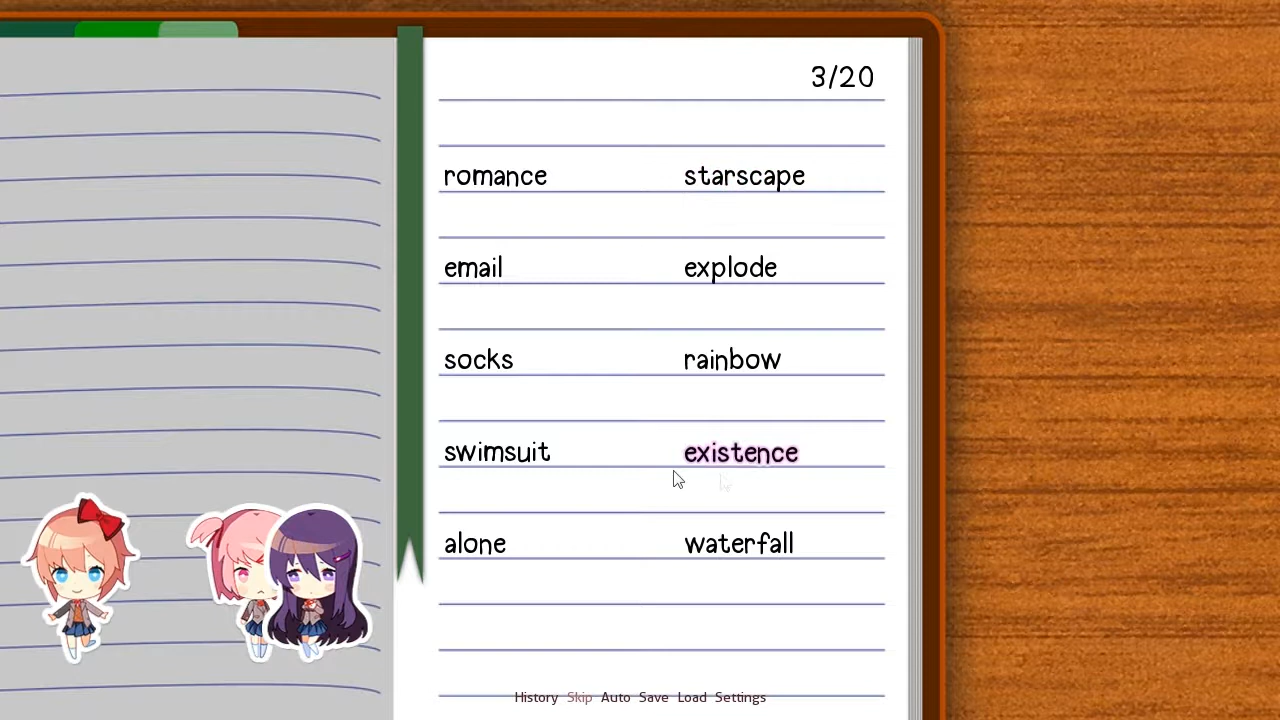 3/20
romance starscape
email explode
socks rainbow
swimsuit existence
alone waterfall
History Skip Auto Save Load Settings